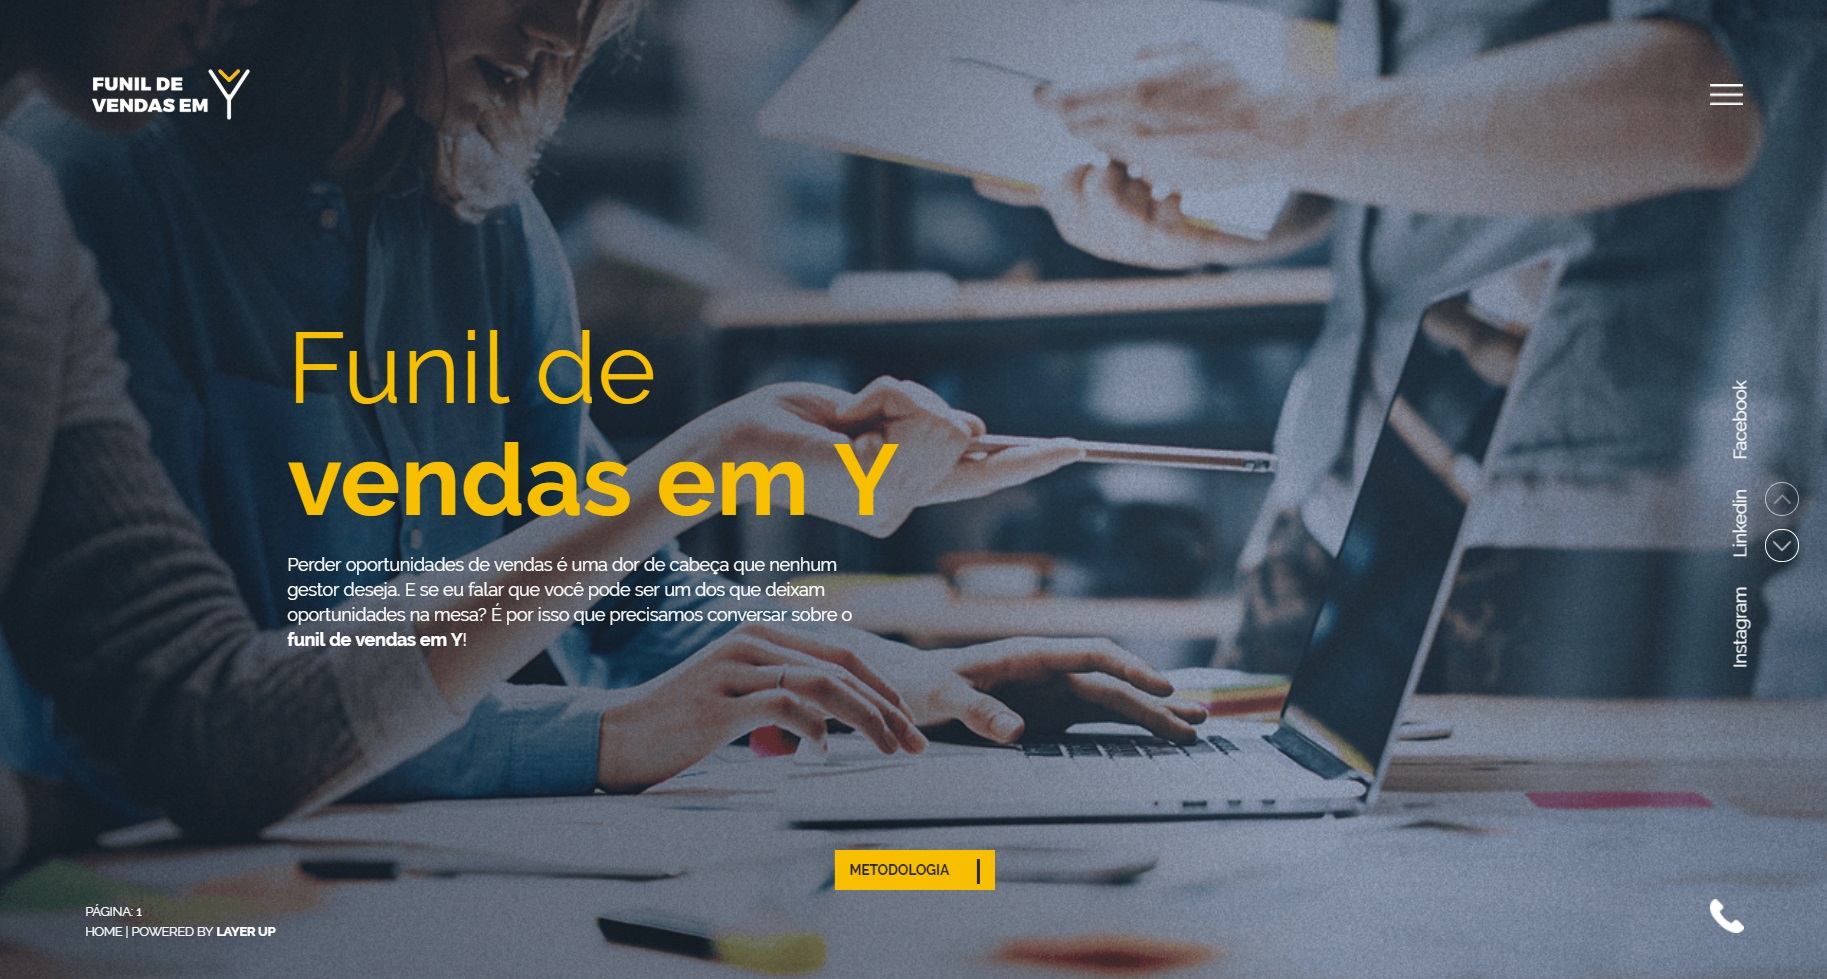 FUNIL DE
VENDAS EM Y
Funil de
vendas em Y
Perder oportunidades de vendas é uma dor de cabeça que nenhum
gestor deseja. E se eu falar que você pode ser um dos que deixam
oportunidades na mesa? É por isso que precisamos conversar sobre o
funil de vendas em Y!
Facebook
Linkedin
Instagram
METODOLOGIA
PÁGINA: 1
HOME | POWERED BY LAYER UP